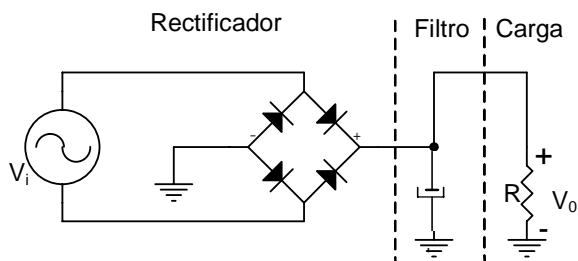 Rectificador
Filtro
Carga
Vi
- +
+
R
V0
-